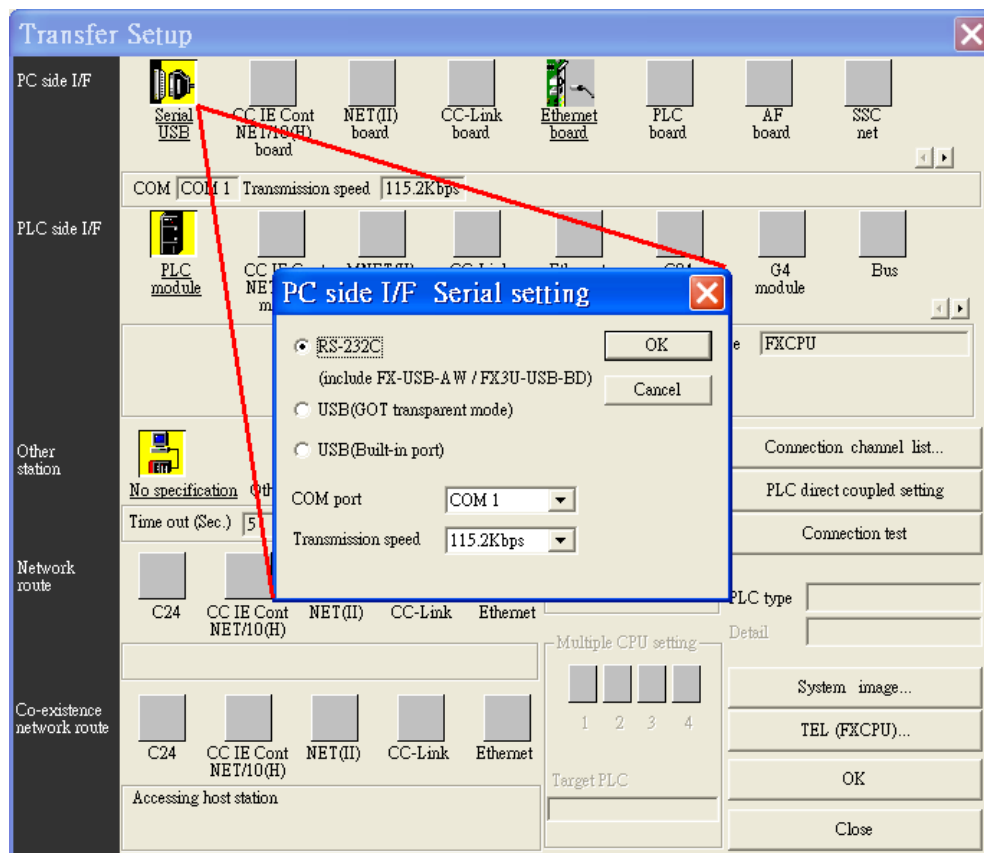 Transfer Setup
PC side I/F
Serial USB
CC IE Cont NET/10(H) board
NET(II) board
CC-Link board
Ethernet board
PLC board
AF board
SSC net
COM COM 1 Transmission speed 115.2Kbps
PLC side I/F
PLC module
G4 module
Bus
FXCPU
PC side I/F Serial setting
RS-232C
(include FX-USB-AW / FX3U-USB-BD)
USB(GOT transparent mode)
USB(Built-in port)
COM port COM 1
Transmission speed 115.2Kbps
OK
Cancel
Other station
No specification
Time out (Sec.) 5
Connection channel list...
PLC direct coupled setting
Connection test
Network route
C24
CC IE Cont NET/10(H)
NET(II)
CC-Link
Ethernet
PLC type
Detail
Multiple CPU setting
1 2 3 4
Target PLC
System image...
TEL (FXCPU)...
OK
Close
Co-existence network route
C24
CC IE Cont NET/10(H)
NET(II)
CC-Link
Ethernet
Accessing host station